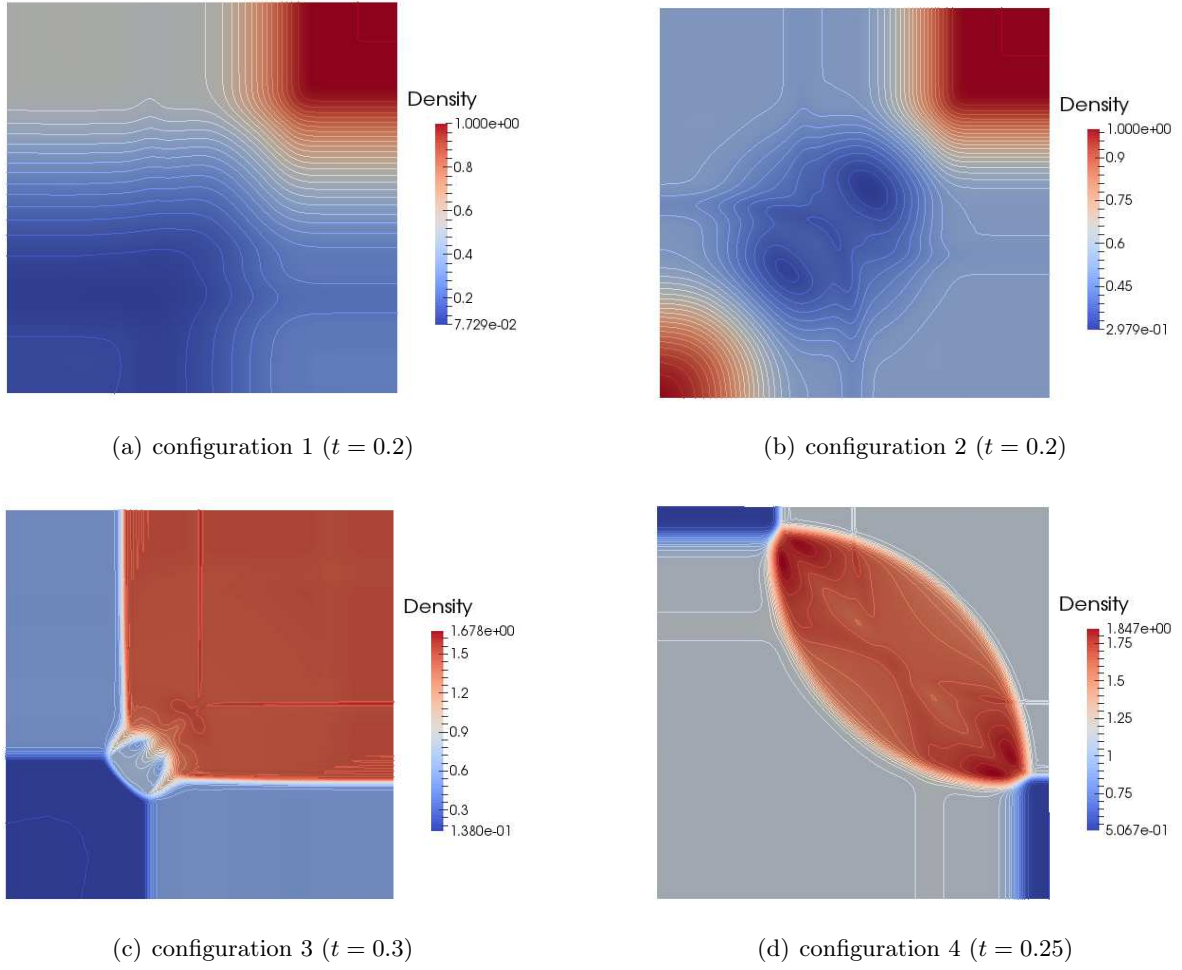 Density
1.000e+00
0.8
0.6
0.4
0.2
7.729e-02
Density
1.000e+00
0.9
0.75
0.6
0.45
2.979e-01
(a) configuration 1 (t = 0.2)
(b) configuration 2 (t = 0.2)
Density
1.678e+00
1.5
1.2
0.9
0.6
0.3
1.380e-01
Density
1.847e+00
1.75
1.5
1.25
1
0.75
5.067e-01
(c) configuration 3 (t = 0.3)
(d) configuration 4 (t = 0.25)